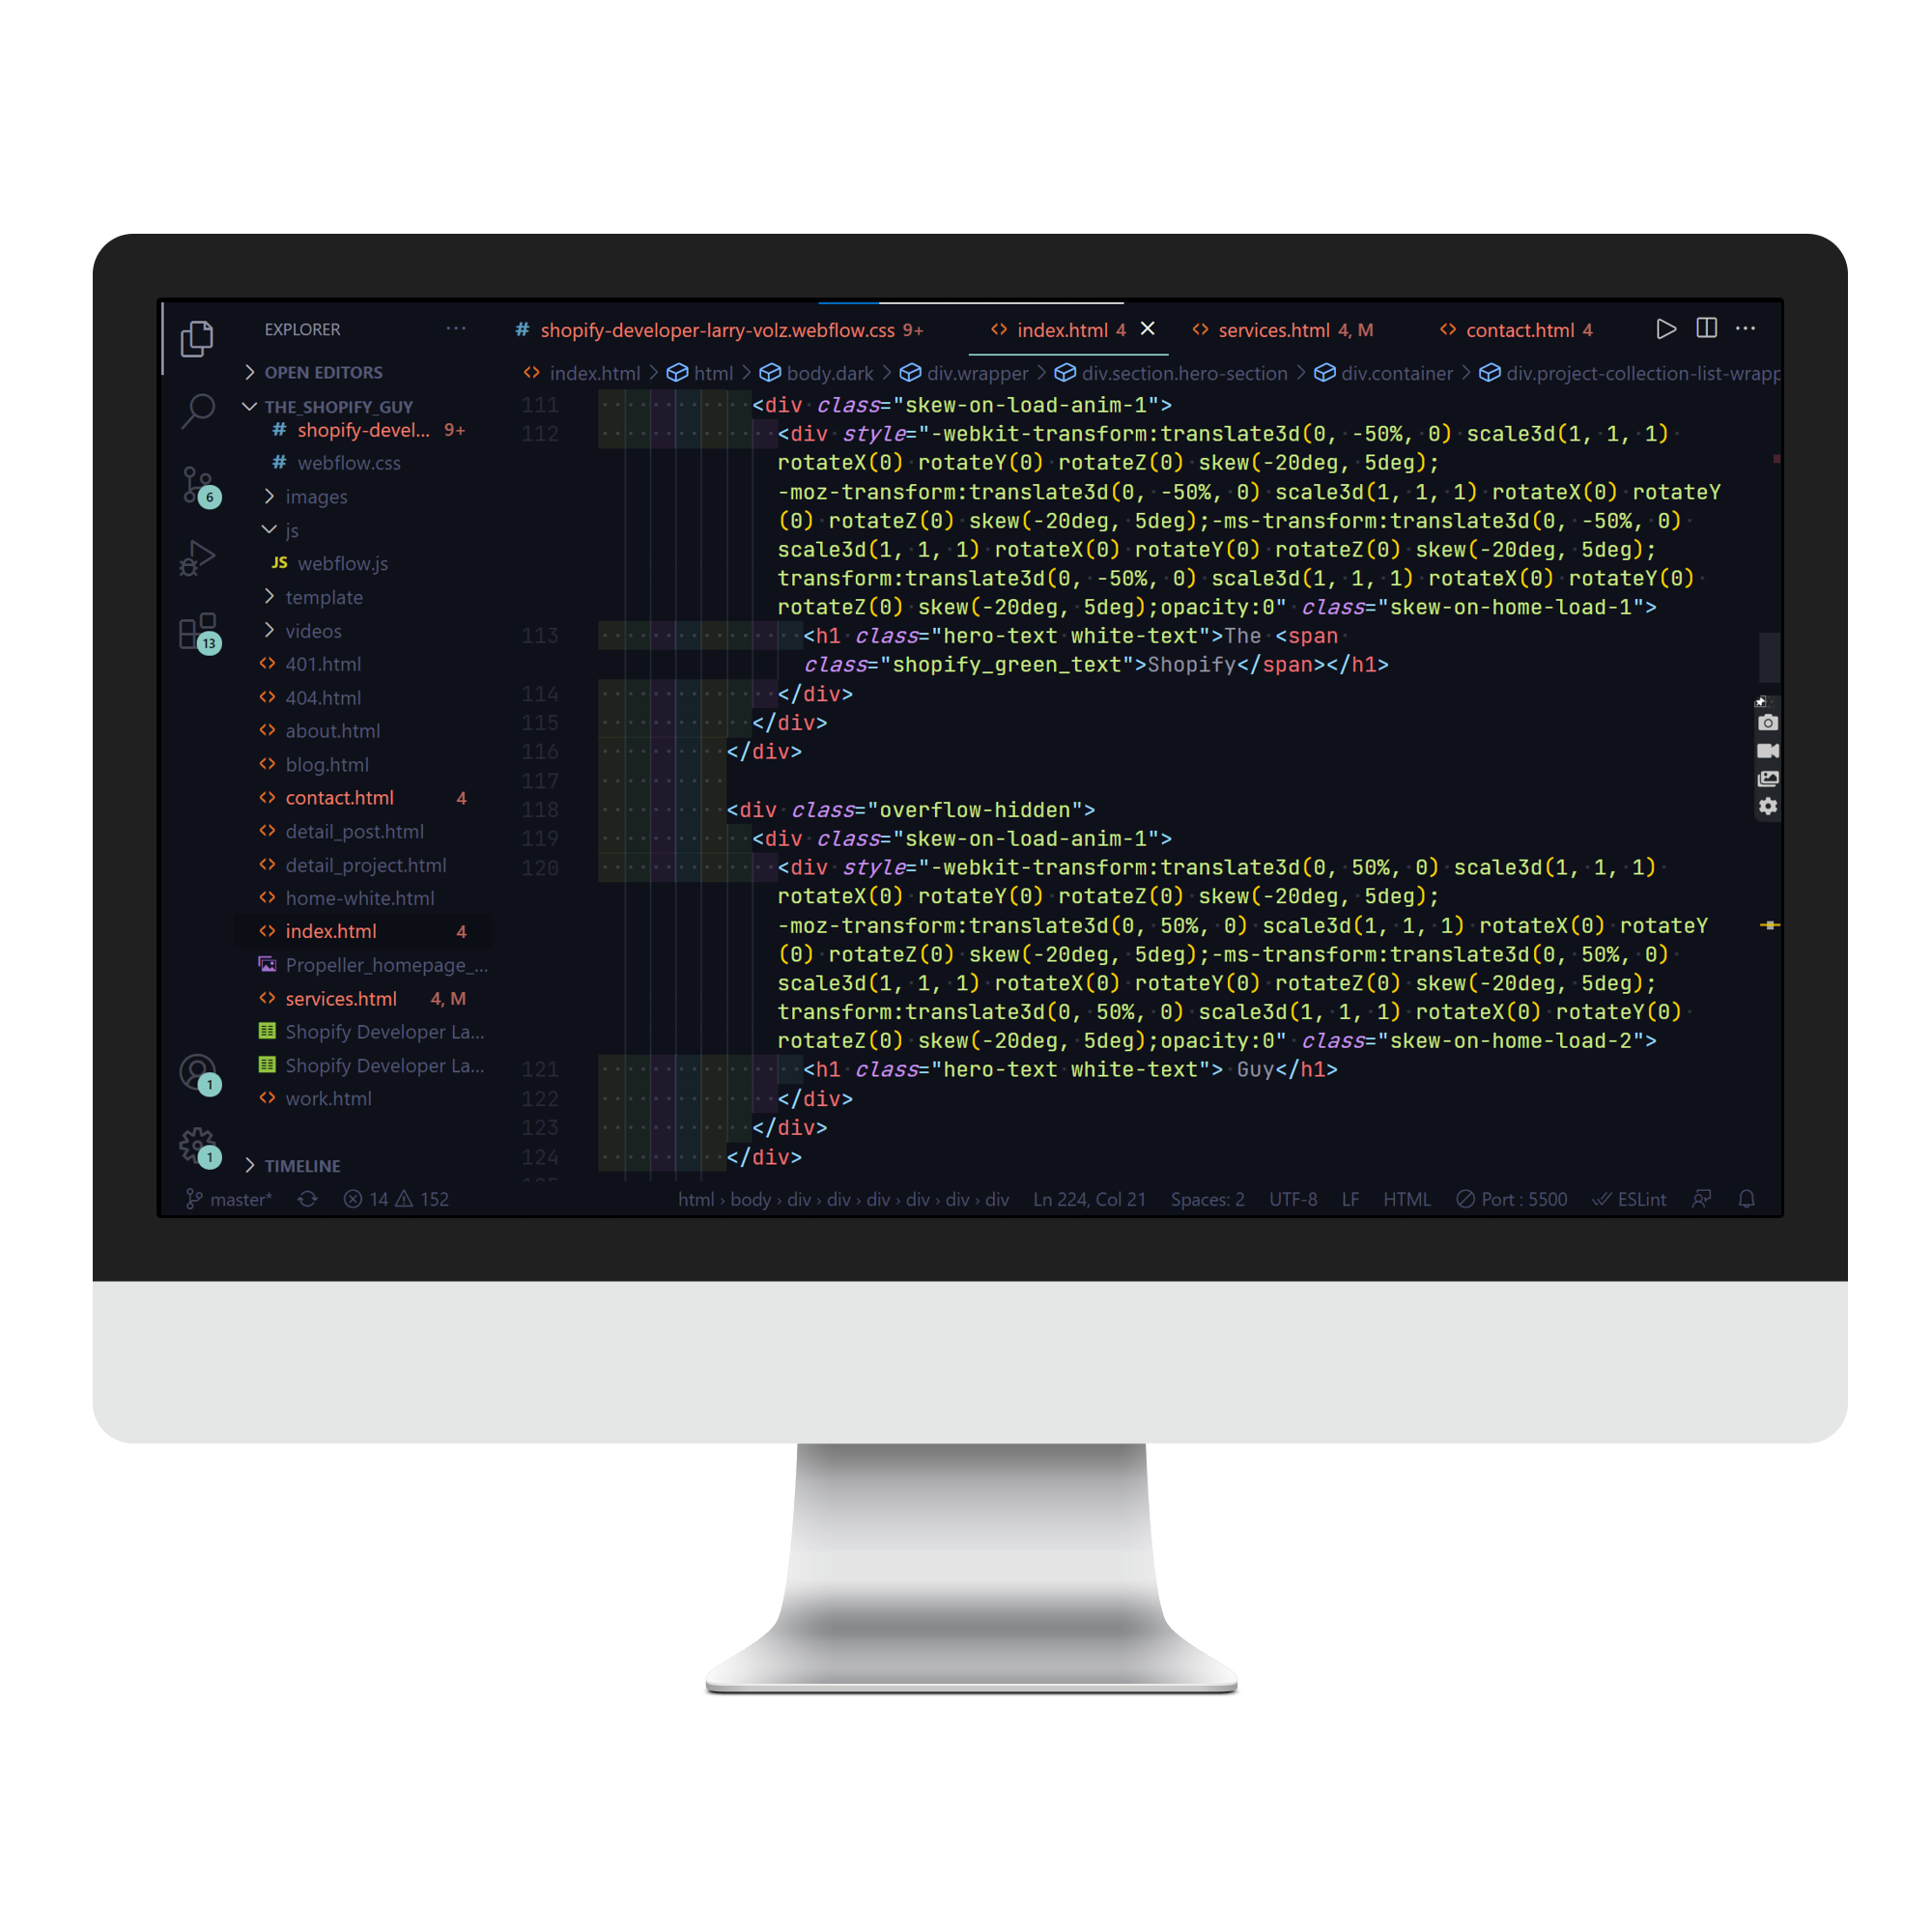 EXPLORER ···
OPEN EDITORS
THE_SHOPIFY_GUY
# shopify-devel... 9+
# webflow.css
images
js
JS webflow.js
template
videos
<> 401.html
<> 404.html
<> about.html
<> blog.html
<> contact.html 4
<> detail_post.html
<> detail_project.html
<> home-white.html
<> index.html 4
Propeller_homepage_...
<> services.html 4, M
Shopify Developer La...
Shopify Developer La...
<> work.html
TIMELINE
6
13
1
1
# shopify-developer-larry-volz.webflow.css 9+ <> index.html 4 <> services.html 4, M <> contact.html 4 ···
<> index.html > html > body.dark > div.wrapper > div.section.hero-section > div.container > div.project-collection-list-wrapp
111 <div class="skew-on-load-anim-1">
112 <div style="-webkit-transform:translate3d(0, -50%, 0) scale3d(1, 1, 1)
rotateX(0) rotateY(0) rotateZ(0) skew(-20deg, 5deg);
-moz-transform:translate3d(0, -50%, 0) scale3d(1, 1, 1) rotateX(0) rotateY
(0) rotateZ(0) skew(-20deg, 5deg);-ms-transform:translate3d(0, -50%, 0)
scale3d(1, 1, 1) rotateX(0) rotateY(0) rotateZ(0) skew(-20deg, 5deg);
transform:translate3d(0, -50%, 0) scale3d(1, 1, 1) rotateX(0) rotateY(0)
rotateZ(0) skew(-20deg, 5deg);opacity:0" class="skew-on-home-load-1">
113 <h1 class="hero-text white-text">The <span
class="shopify_green_text">Shopify</span></h1>
114 </div>
115 </div>
116 </div>
117
118 <div class="overflow-hidden">
119 <div class="skew-on-load-anim-1">
120 <div style="-webkit-transform:translate3d(0, 50%, 0) scale3d(1, 1, 1)
rotateX(0) rotateY(0) rotateZ(0) skew(-20deg, 5deg);
-moz-transform:translate3d(0, 50%, 0) scale3d(1, 1, 1) rotateX(0) rotateY
(0) rotateZ(0) skew(-20deg, 5deg);-ms-transform:translate3d(0, 50%, 0)
scale3d(1, 1, 1) rotateX(0) rotateY(0) rotateZ(0) skew(-20deg, 5deg);
transform:translate3d(0, 50%, 0) scale3d(1, 1, 1) rotateX(0) rotateY(0)
rotateZ(0) skew(-20deg, 5deg);opacity:0" class="skew-on-home-load-2">
121 <h1 class="hero-text white-text"> Guy</h1>
122 </div>
123 </div>
124 </div>
master* 14 152 html › body › div › div › div › div › div › div Ln 224, Col 21 Spaces: 2 UTF-8 LF HTML Port : 5500 ESLint